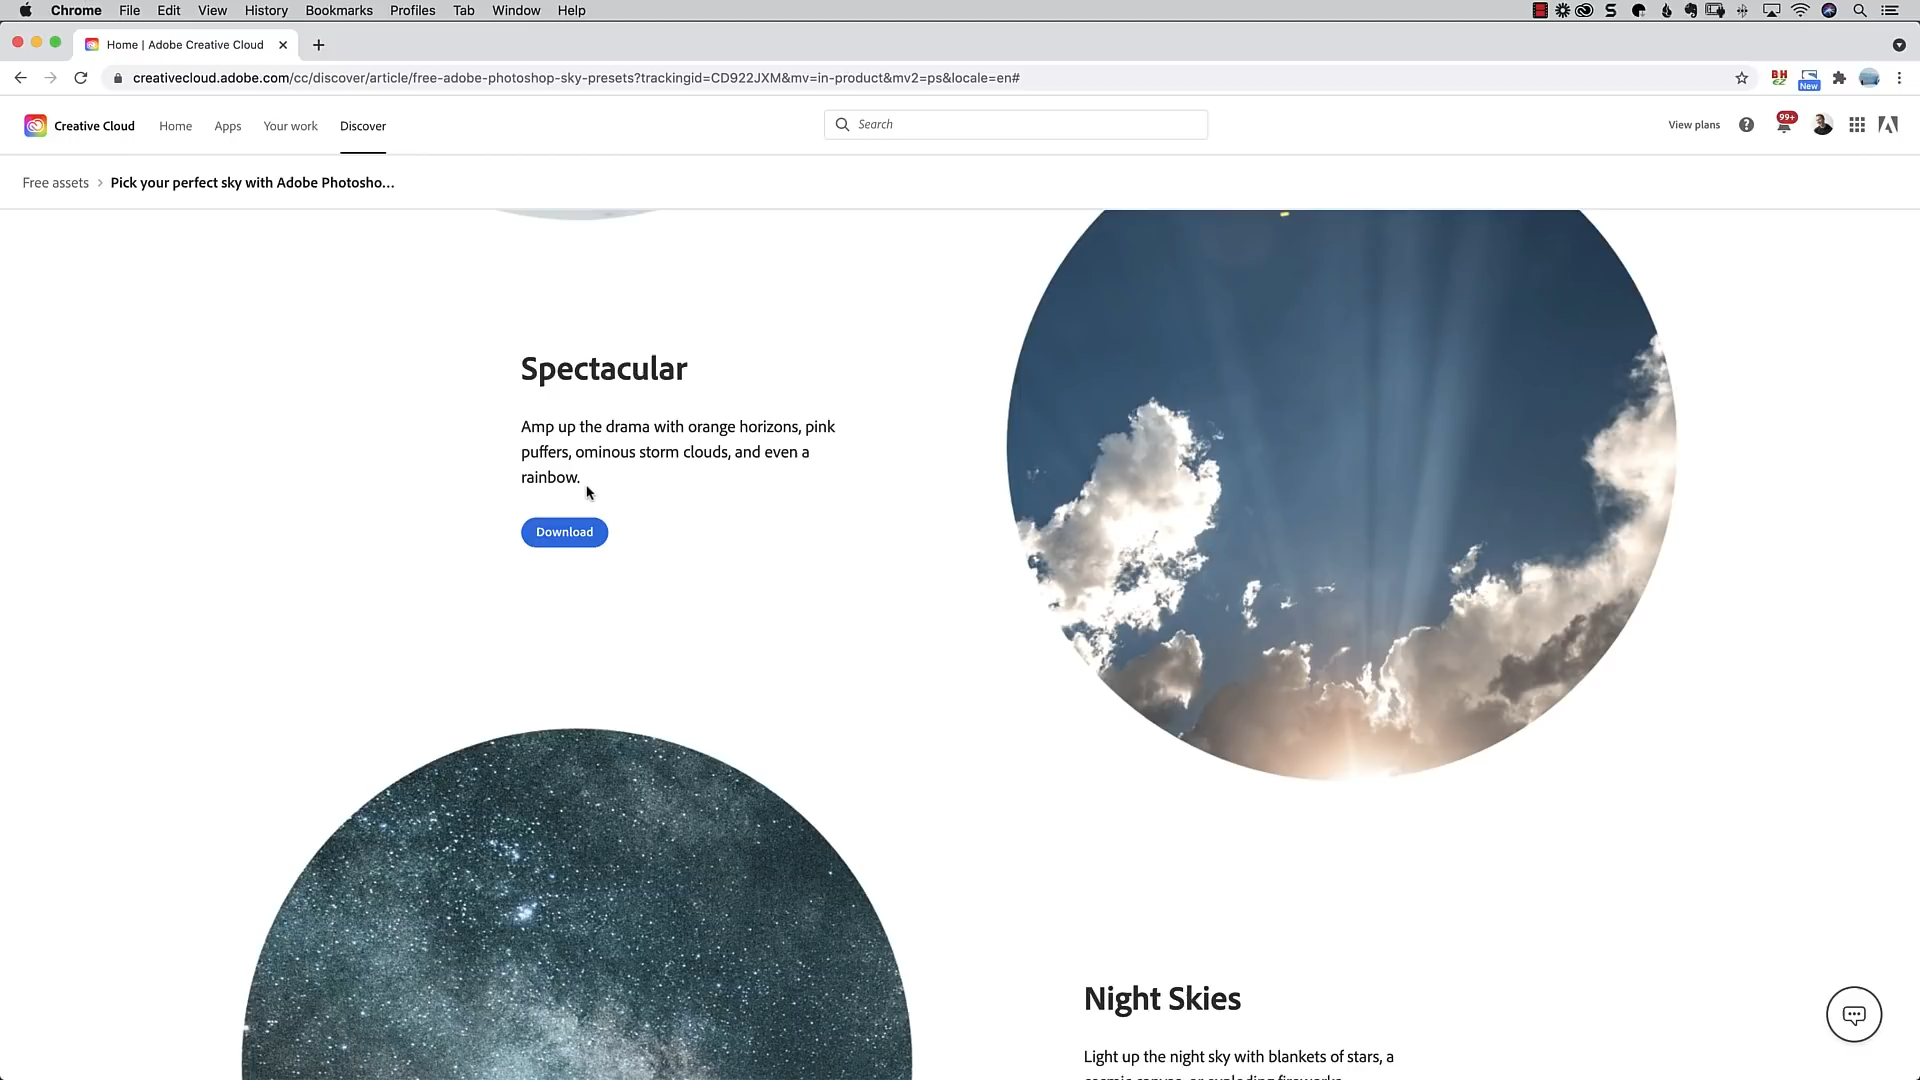 Chrome File Edit View History Bookmarks Profiles Tab Window Help
Home | Adobe Creative Cloud
creativecloud.adobe.com/cc/discover/article/free-adobe-photoshop-sky-presets?trackingid=CD922JXM&mv=in-product&mv2=ps&locale=en#
BH
EZ
New
Creative Cloud Home Apps Your work Discover Search View plans 99+
Free assets > Pick your perfect sky with Adobe Photosho...
Spectacular
Amp up the drama with orange horizons, pink
puffers, ominous storm clouds, and even a
rainbow.
Download
Night Skies
Light up the night sky with blankets of stars, a